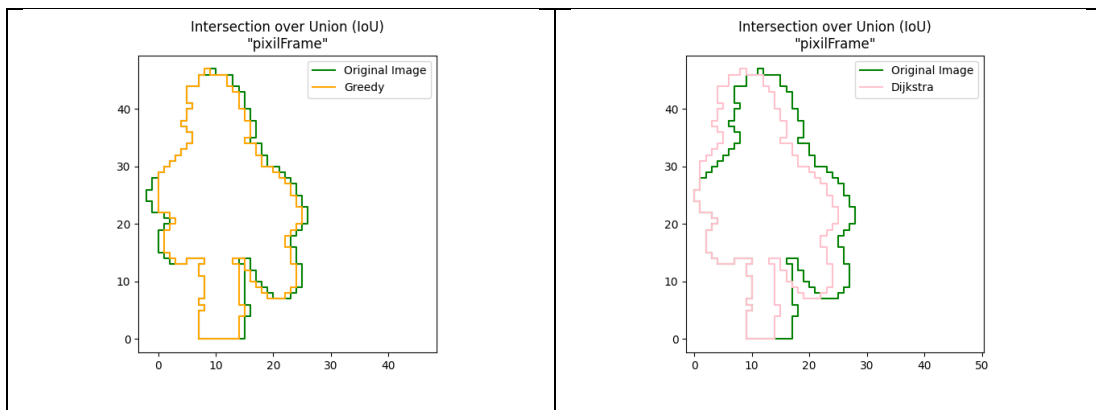 Intersection over Union (IoU)
"pixilFrame"
Original Image
Greedy
40
30
20
10
0
0 10 20 30 40
Intersection over Union (IoU)
"pixilFrame"
Original Image
Dijkstra
40
30
20
10
0
0 10 20 30 40 50